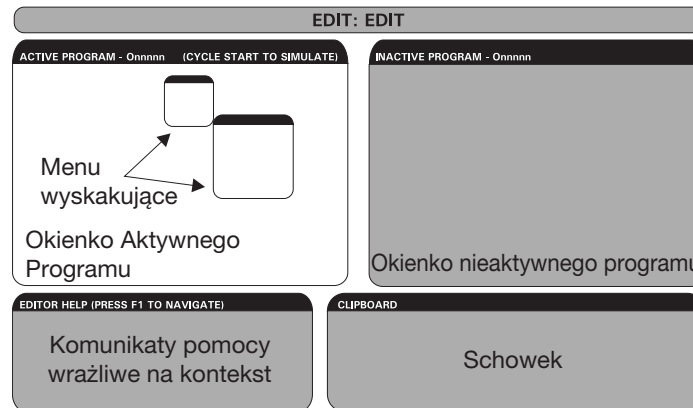 EDIT: EDIT
ACTIVE PROGRAM - Onnnnn (CYCLE START TO SIMULATE)
Menu
wyskakujące
Okienko Aktywnego
Programu
INACTIVE PROGRAM - Onnnnn
Okienko nieaktywnego programu
EDITOR HELP (PRESS F1 TO NAVIGATE)
Komunikaty pomocy
wrażliwe na kontekst
CLIPBOARD
Schowek